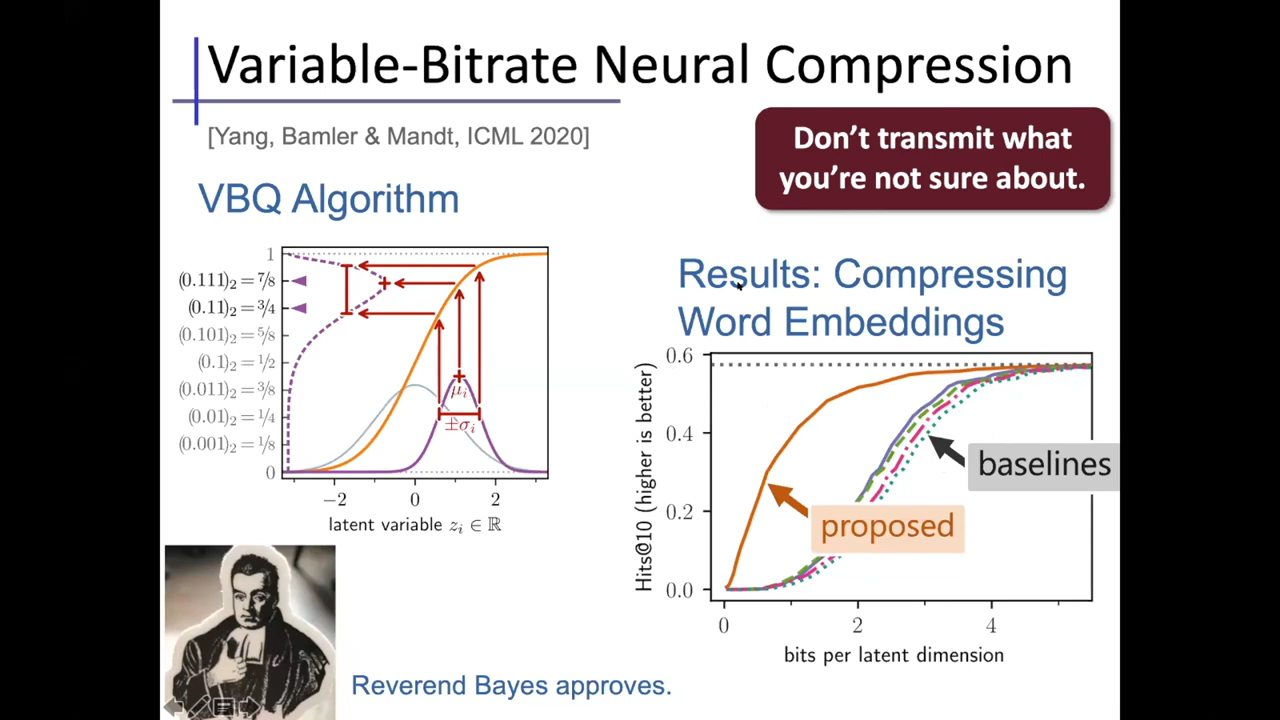 Variable-Bitrate Neural Compression
[Yang, Bamler & Mandt, ICML 2020]
Don't transmit what
you're not sure about.
VBQ Algorithm
1
(0.111)₂ = 7/8
(0.11)₂ = 3/4
(0.101)₂ = 5/8
(0.1)₂ = 1/2
(0.011)₂ = 3/8
(0.01)₂ = 1/4
(0.001)₂ = 1/8
0
μᵢ
±σᵢ
−2 0 2
latent variable zᵢ ∈ ℝ
Results: Compressing
Word Embeddings
Hits@10 (higher is better)
0.6
0.4
0.2
0.0
baselines
proposed
0 2 4
bits per latent dimension
Reverend Bayes approves.